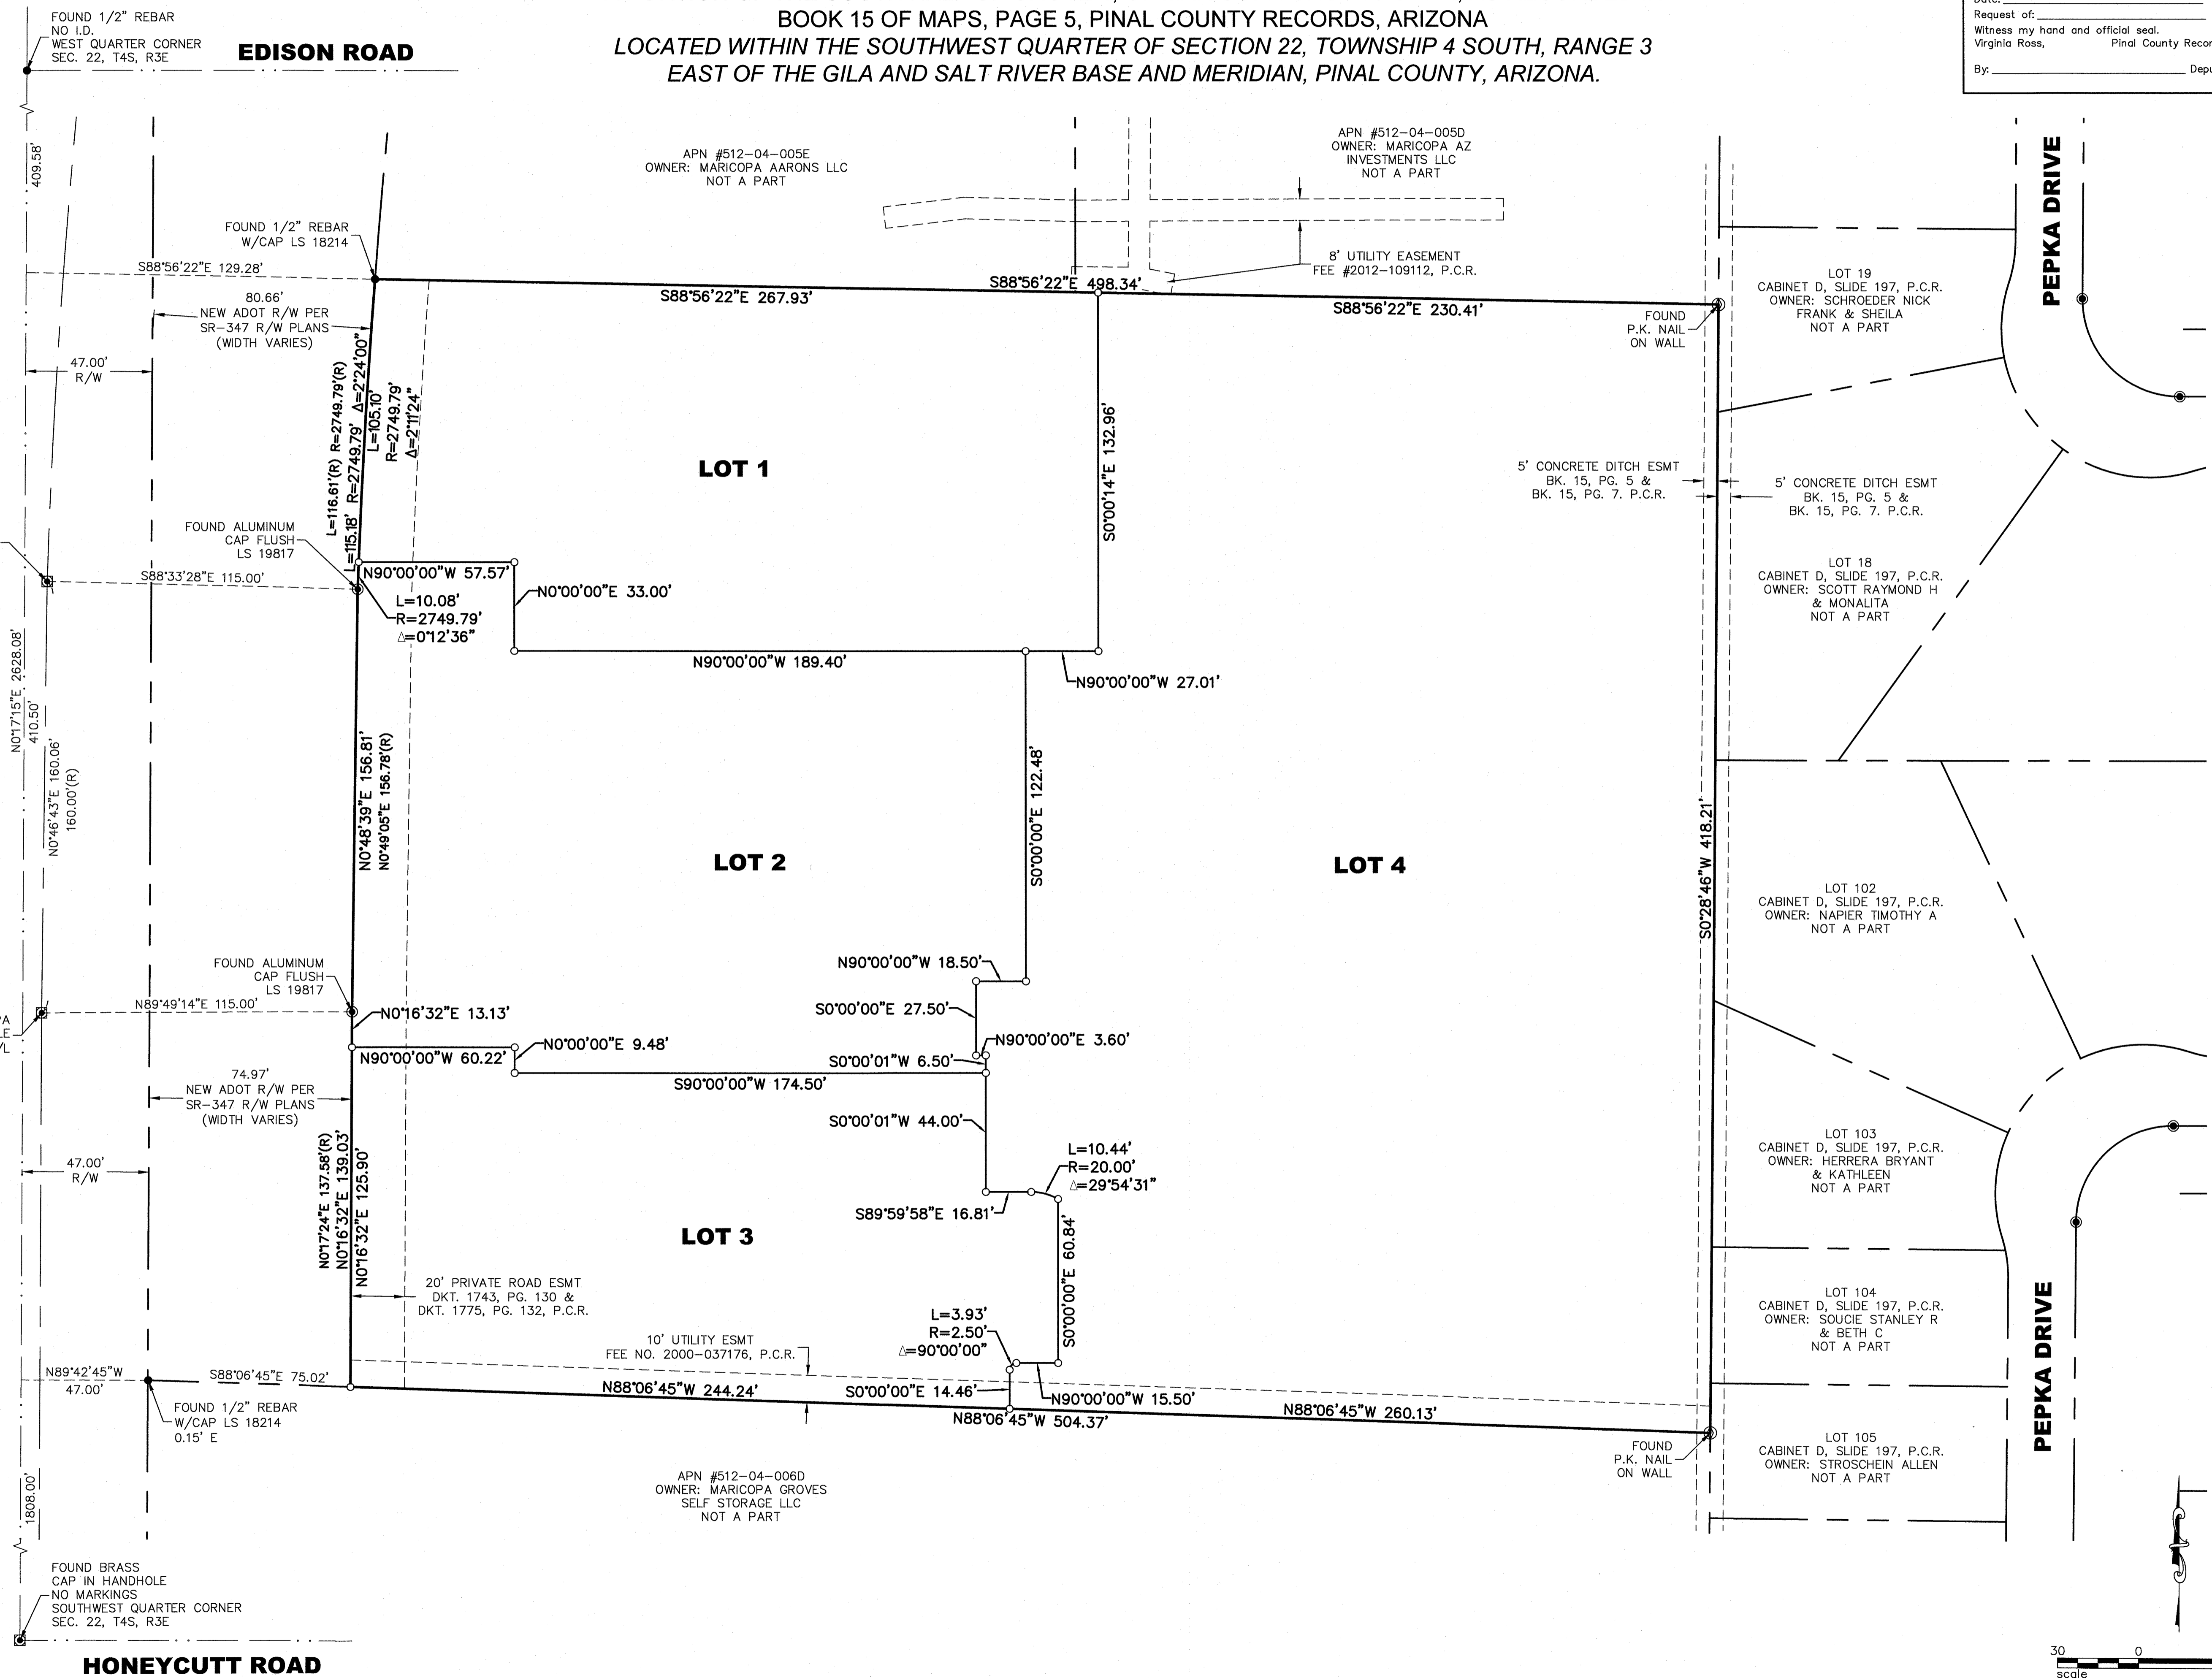 BOOK 15 OF MAPS, PAGE 5, PINAL COUNTY RECORDS, ARIZONA
LOCATED WITHIN THE SOUTHWEST QUARTER OF SECTION 22, TOWNSHIP 4 SOUTH, RANGE 3
EAST OF THE GILA AND SALT RIVER BASE AND MERIDIAN, PINAL COUNTY, ARIZONA.
Request of:
Witness my hand and official seal.
Virginia Ross, Pinal County Recor
By: Depu
FOUND 1/2" REBAR
NO I.D.
WEST QUARTER CORNER
SEC. 22, T4S, R3E
EDISON ROAD
409.58'
APN #512-04-005E
OWNER: MARICOPA AARONS LLC
NOT A PART
APN #512-04-005D
OWNER: MARICOPA AZ
INVESTMENTS LLC
NOT A PART
PEPKA DRIVE
FOUND 1/2" REBAR
W/CAP LS 18214
S88°56'22"E 129.28'
80.66'
NEW ADOT R/W PER
SR-347 R/W PLANS
(WIDTH VARIES)
47.00'
R/W
S88°56'22"E 267.93'
S88°56'22"E 498.34'
S88°56'22"E 230.41'
8' UTILITY EASEMENT
FEE #2012-109112, P.C.R.
FOUND
P.K. NAIL
ON WALL
LOT 19
CABINET D, SLIDE 197, P.C.R.
OWNER: SCHROEDER NICK
FRANK & SHEILA
NOT A PART
L=116.61'(R) R=2749.79'(R)
L=115.18' R=2749.79' Δ=2°24'00"
L=105.10'
R=2749.79'
Δ=2°11'24"
LOT 1
S0°00'14"E 132.96'
5' CONCRETE DITCH ESMT
BK. 15, PG. 5 &
BK. 15, PG. 7. P.C.R.
5' CONCRETE DITCH ESMT
BK. 15, PG. 5 &
BK. 15, PG. 7. P.C.R.
FOUND ALUMINUM
CAP FLUSH
LS 19817
S88°33'28"E 115.00'
N90°00'00"W 57.57'
N0°00'00"E 33.00'
L=10.08'
R=2749.79'
Δ=0°12'36"
N90°00'00"W 189.40'
N90°00'00"W 27.01'
LOT 18
CABINET D, SLIDE 197, P.C.R.
OWNER: SCOTT RAYMOND H
& MONALITA
NOT A PART
N0°17'15"E 2628.08'
410.50'
N0°46'43"E 160.06'
160.00'(R)
N0°48'39"E 156.81'
N0°49'05"E 156.78'(R)
LOT 2
S0°00'00"E 122.48'
LOT 4
S0°28'46"W 418.21'
LOT 102
CABINET D, SLIDE 197, P.C.R.
OWNER: NAPIER TIMOTHY A
NOT A PART
FOUND ALUMINUM
CAP FLUSH
LS 19817
N89°49'14"E 115.00'
N0°16'32"E 13.13'
N90°00'00"W 60.22'
N0°00'00"E 9.48'
N90°00'00"W 18.50'
S0°00'00"E 27.50'
N90°00'00"E 3.60'
S0°00'01"W 6.50'
S90°00'00"W 174.50'
S0°00'01"W 44.00'
74.97'
NEW ADOT R/W PER
SR-347 R/W PLANS
(WIDTH VARIES)
47.00'
R/W
N0°17'24"E 137.58'(R)
N0°16'32"E 139.03'
N0°16'32"E 125.90'
L=10.44'
R=20.00'
Δ=29°54'31"
S89°59'58"E 16.81'
LOT 3
S0°00'00"E 60.84'
LOT 103
CABINET D, SLIDE 197, P.C.R.
OWNER: HERRERA BRYANT
& KATHLEEN
NOT A PART
20' PRIVATE ROAD ESMT
DKT. 1743, PG. 130 &
DKT. 1775, PG. 132, P.C.R.
10' UTILITY ESMT
FEE NO. 2000-037176, P.C.R.
L=3.93'
R=2.50'
Δ=90°00'00"
LOT 104
CABINET D, SLIDE 197, P.C.R.
OWNER: SOUCIE STANLEY R
& BETH C
NOT A PART
PEPKA DRIVE
N89°42'45"W
47.00'
S88°06'45"E 75.02'
N88°06'45"W 244.24'
S0°00'00"E 14.46'
N90°00'00"W 15.50'
N88°06'45"W 504.37'
N88°06'45"W 260.13'
FOUND 1/2" REBAR
W/CAP LS 18214
0.15' E
FOUND
P.K. NAIL
ON WALL
LOT 105
CABINET D, SLIDE 197, P.C.R.
OWNER: STROSCHEIN ALLEN
NOT A PART
APN #512-04-006D
OWNER: MARICOPA GROVES
SELF STORAGE LLC
NOT A PART
1808.00'
FOUND BRASS
CAP IN HANDHOLE
NO MARKINGS
SOUTHWEST QUARTER CORNER
SEC. 22, T4S, R3E
HONEYCUTT ROAD
30 0
scale